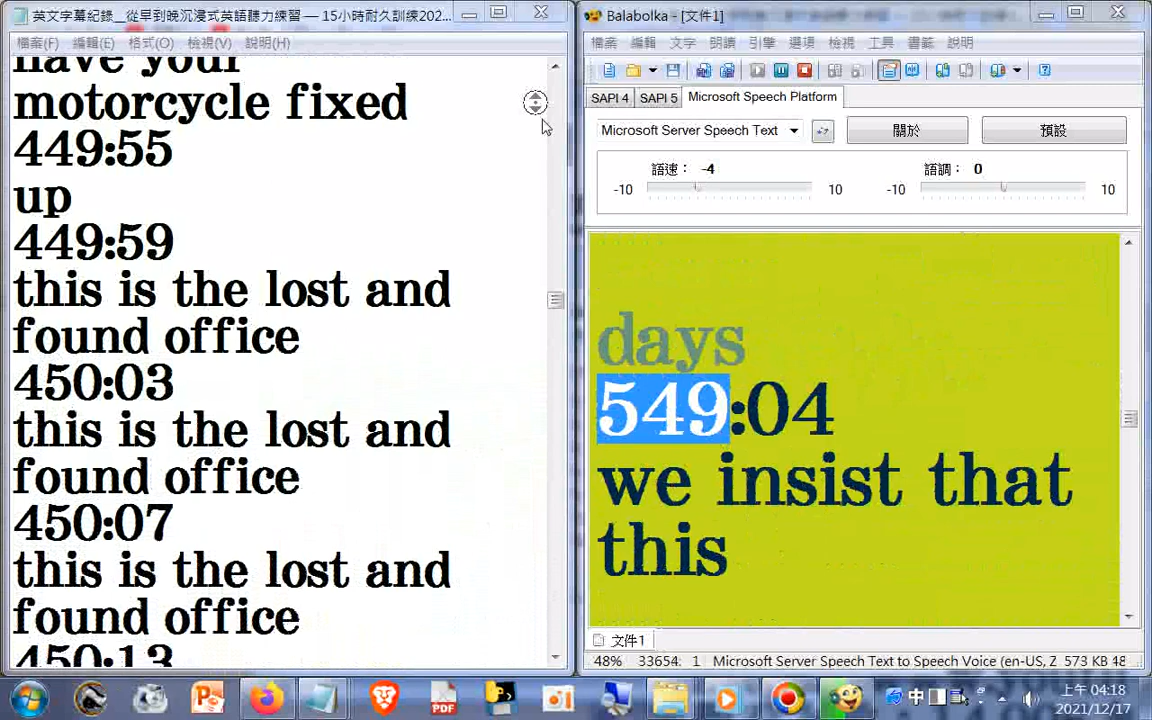 英文字幕紀錄__從早到晚沉浸式英語聽力練習 — 15小時耐久訓練202...
檔案(F) 編輯(E) 格式(O) 檢視(V) 說明(H)
have your
motorcycle fixed
449:55
up
449:59
this is the lost and
found office
450:03
this is the lost and
found office
450:07
this is the lost and
found office
450:13
Balabolka - [文件1]
檔案 編輯 文字 朗讀 引擎 選項 檢視 工具 書籤 說明
SAPI 4 SAPI 5 Microsoft Speech Platform
Microsoft Server Speech Text 關於 預設
語速： -4 語調： 0
-10 10 -10 10
days
549:04
we insist that
this
文件1
48% 33654: 1 Microsoft Server Speech Text to Speech Voice (en-US, Z 573 KB 48
中 上午 04:18
2021/12/17